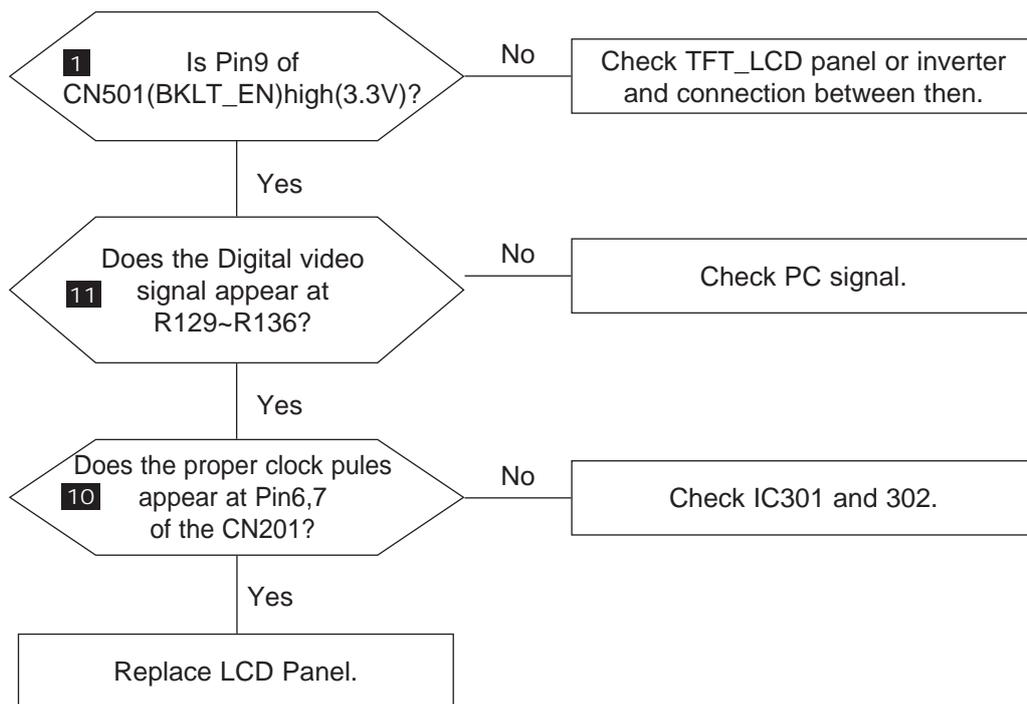 1
Is Pin9 of
CN501(BKLT_EN)high(3.3V)?
No
Check TFT_LCD panel or inverter
and connection between then.
Yes
Does the Digital video
11 signal appear at
R129~R136?
No
Check PC signal.
Yes
Does the proper clock pules
10 appear at Pin6,7
of the CN201?
No
Check IC301 and 302.
Yes
Replace LCD Panel.